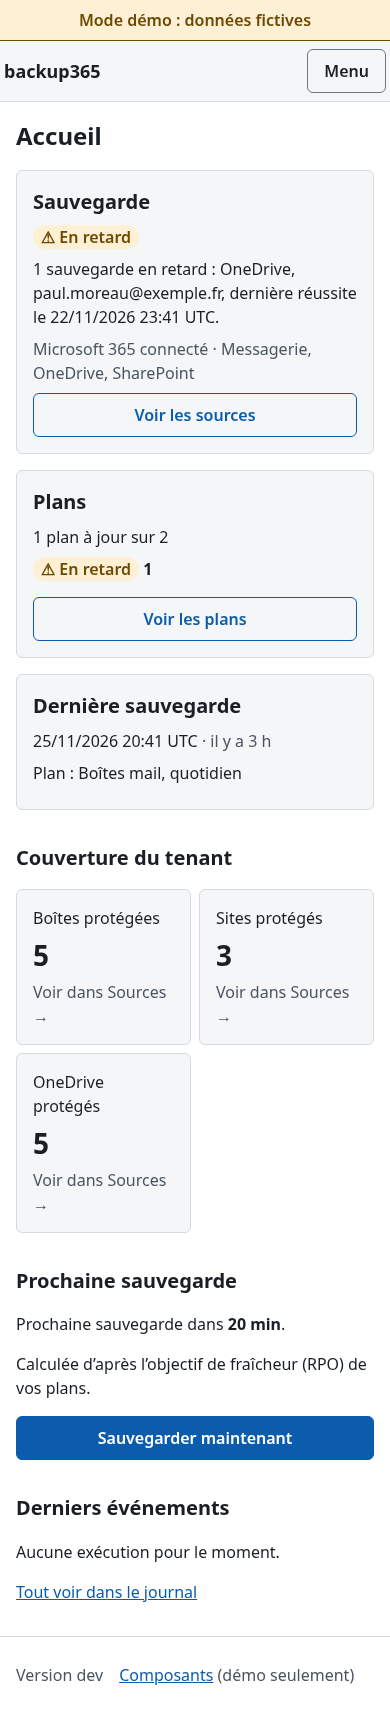 Mode démo : données fictives
backup365
Menu
Accueil
Sauvegarde
⚠ En retard
1 sauvegarde en retard : OneDrive,
paul.moreau@exemple.fr, dernière réussite
le 22/11/2026 23:41 UTC.
Microsoft 365 connecté · Messagerie,
OneDrive, SharePoint
Voir les sources
Plans
1 plan à jour sur 2
⚠ En retard 1
Voir les plans
Dernière sauvegarde
25/11/2026 20:41 UTC · il y a 3 h
Plan : Boîtes mail, quotidien
Couverture du tenant
Boîtes protégées
5
Voir dans Sources
→
Sites protégés
3
Voir dans Sources
→
OneDrive
protégés
5
Voir dans Sources
→
Prochaine sauvegarde
Prochaine sauvegarde dans 20 min.
Calculée d’après l’objectif de fraîcheur (RPO) de
vos plans.
Sauvegarder maintenant
Derniers événements
Aucune exécution pour le moment.
Tout voir dans le journal
Version dev Composants (démo seulement)